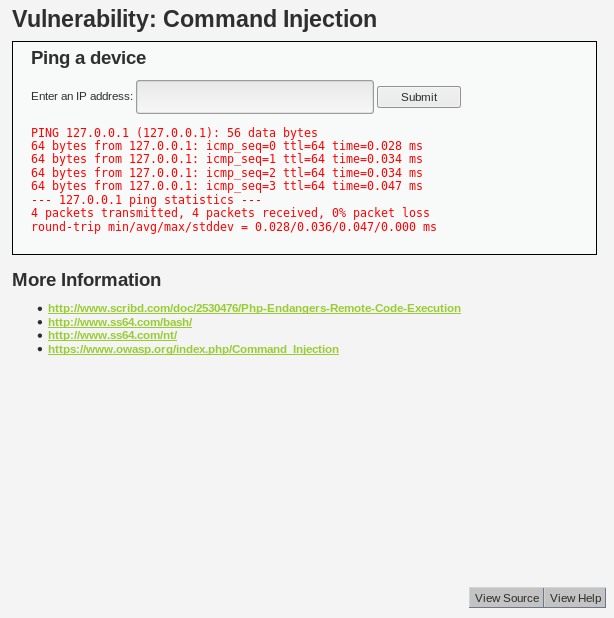 Vulnerability: Command Injection
Ping a device
Enter an IP address:
Submit
PING 127.0.0.1 (127.0.0.1): 56 data bytes
64 bytes from 127.0.0.1: icmp_seq=0 ttl=64 time=0.028 ms
64 bytes from 127.0.0.1: icmp_seq=1 ttl=64 time=0.034 ms
64 bytes from 127.0.0.1: icmp_seq=2 ttl=64 time=0.034 ms
64 bytes from 127.0.0.1: icmp_seq=3 ttl=64 time=0.047 ms
--- 127.0.0.1 ping statistics ---
4 packets transmitted, 4 packets received, 0% packet loss
round-trip min/avg/max/stddev = 0.028/0.036/0.047/0.000 ms
More Information
http://www.scribd.com/doc/2530476/Php-Endangers-Remote-Code-Execution
http://www.ss64.com/bash/
http://www.ss64.com/nt/
https://www.owasp.org/index.php/Command_Injection
View Source
View Help